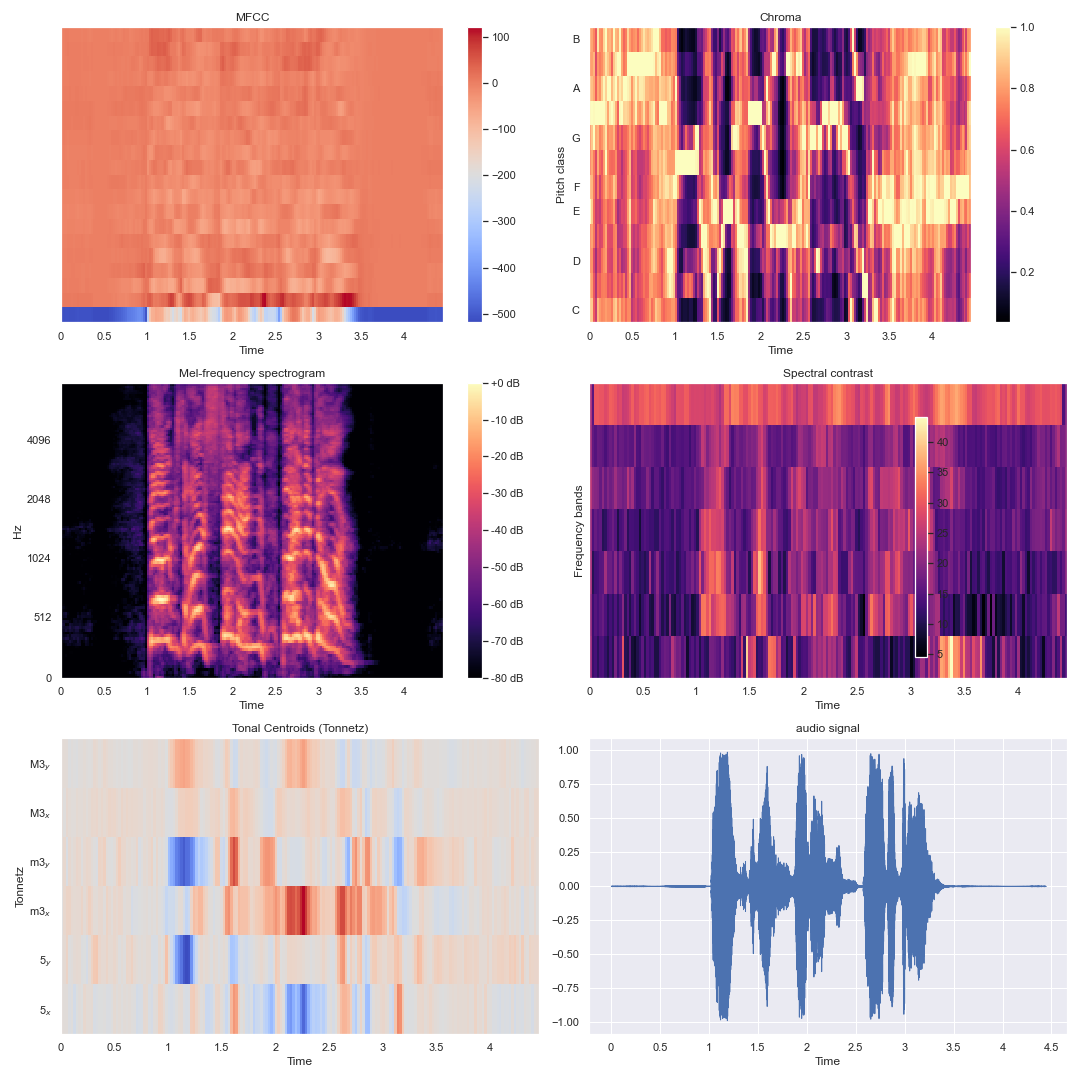 MFCC
100
0
−100
−200
−300
−400
−500
0 0.5 1 1.5 2 2.5 3 3.5 4
Time
Chroma
Pitch class
B
A
G
F
E
D
C
1.0
0.8
0.6
0.4
0.2
0 0.5 1 1.5 2 2.5 3 3.5 4
Time
Mel-frequency spectrogram
Hz
4096
2048
1024
512
0
+0 dB
-10 dB
-20 dB
-30 dB
-40 dB
-50 dB
-60 dB
-70 dB
-80 dB
0 0.5 1 1.5 2 2.5 3 3.5 4
Time
Spectral contrast
Frequency bands
40
35
30
5
0 0.5 1 1.5 2 2.5 3 3.5 4
Time
Tonal Centroids (Tonnetz)
Tonnetz
M3y
M3x
m3y
m3x
5y
5x
0 0.5 1 1.5 2 2.5 3 3.5 4
Time
audio signal
1.00
0.75
0.50
0.25
0.00
−0.25
−0.50
−0.75
−1.00
0 0.5 1 1.5 2 2.5 3 3.5 4 4.5
Time